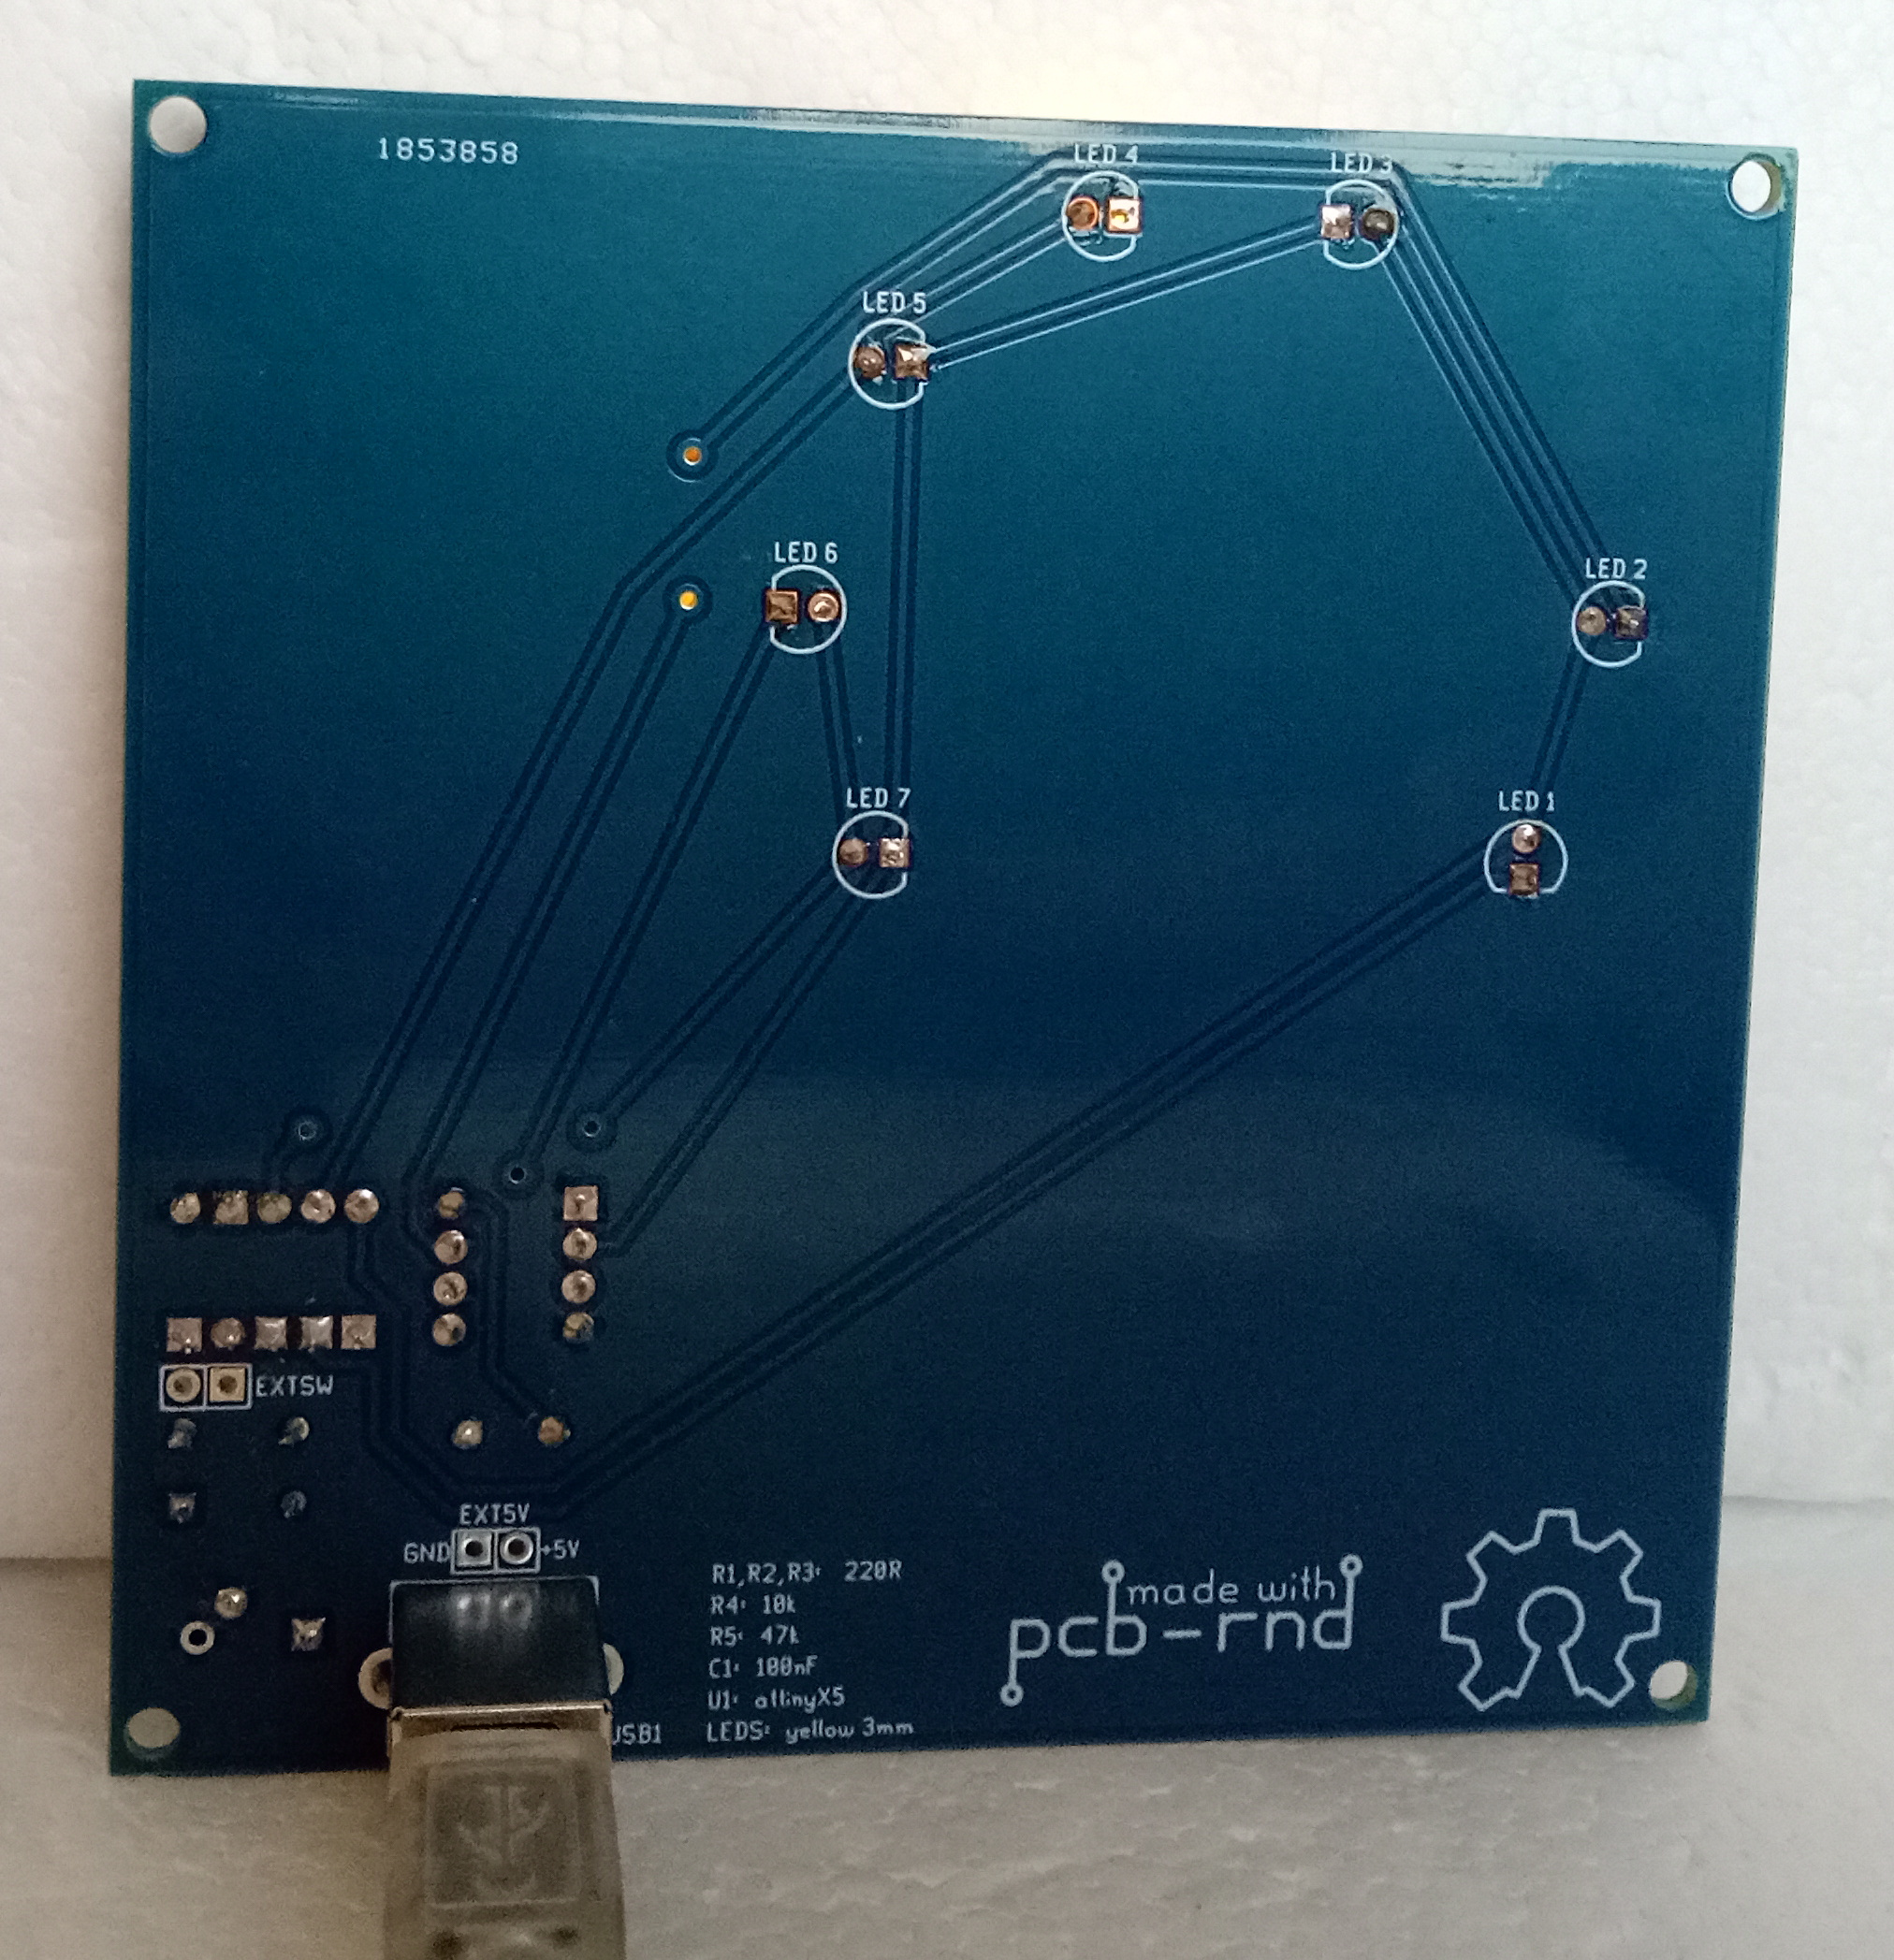 1853858
LED 4
LED 3
LED 5
LED 6
LED 2
LED 7
LED 1
EXTSW
EXT5V
GND
+5V
R1,R2,R3: 220R
R4: 10k
R5: 47k
C1: 100nF
U1: attinyX5
LEDS: yellow 3mm
USB1
made with
pcb-rnd